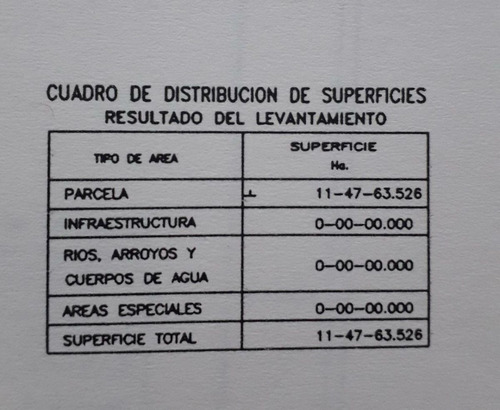 CUADRO DE DISTRIBUCION DE SUPERFICIES
RESULTADO DEL LEVANTAMIENTO
TIPO DE AREA SUPERFICIE Ha.
PARCELA 11-47-63.526
INFRAESTRUCTURA 0-00-00.000
RIOS, ARROYOS Y
CUERPOS DE AGUA 0-00-00.000
AREAS ESPECIALES 0-00-00.000
SUPERFICIE TOTAL 11-47-63.526